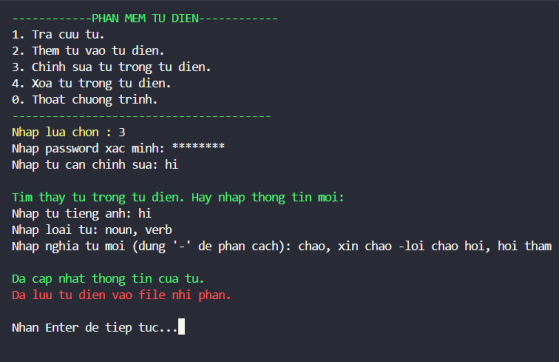 ------------PHAN MEM TU DIEN------------
1. Tra cuu tu.
2. Them tu vao tu dien.
3. Chinh sua tu trong tu dien.
4. Xoa tu trong tu dien.
0. Thoat chuong trinh.
---------------------------------------
Nhap lua chon : 3
Nhap password xac minh: ********
Nhap tu can chinh sua: hi
Tim thay tu trong tu dien. Hay nhap thong tin moi:
Nhap tu tieng anh: hi
Nhap loai tu: noun, verb
Nhap nghia tu moi (dung '-' de phan cach): chao, xin chao -loi chao hoi, hoi tham
Da cap nhat thong tin cua tu.
Da luu tu dien vao file nhi phan.
Nhan Enter de tiep tuc...